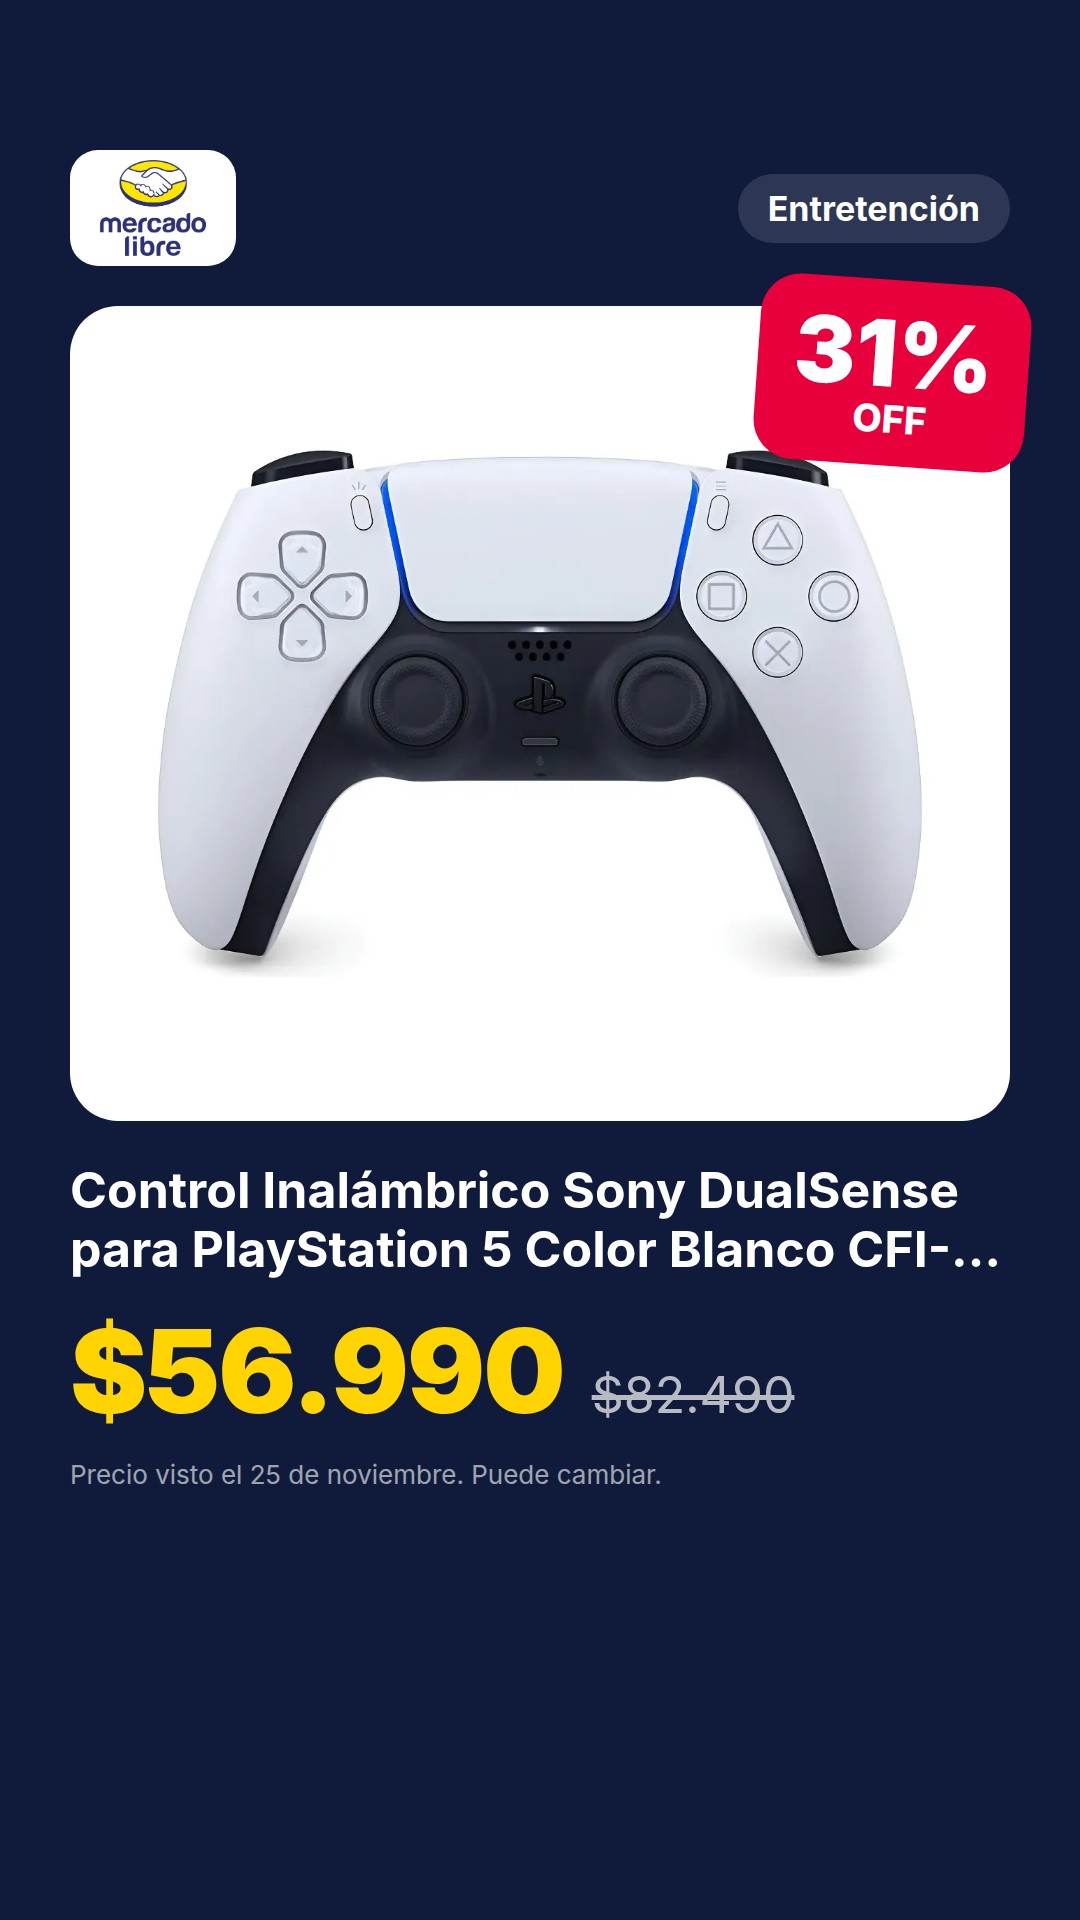 mercado
libre
Entretención
31%
OFF
Control Inalámbrico Sony DualSense
para PlayStation 5 Color Blanco CFI-...
$56.990 $82.490
Precio visto el 25 de noviembre. Puede cambiar.